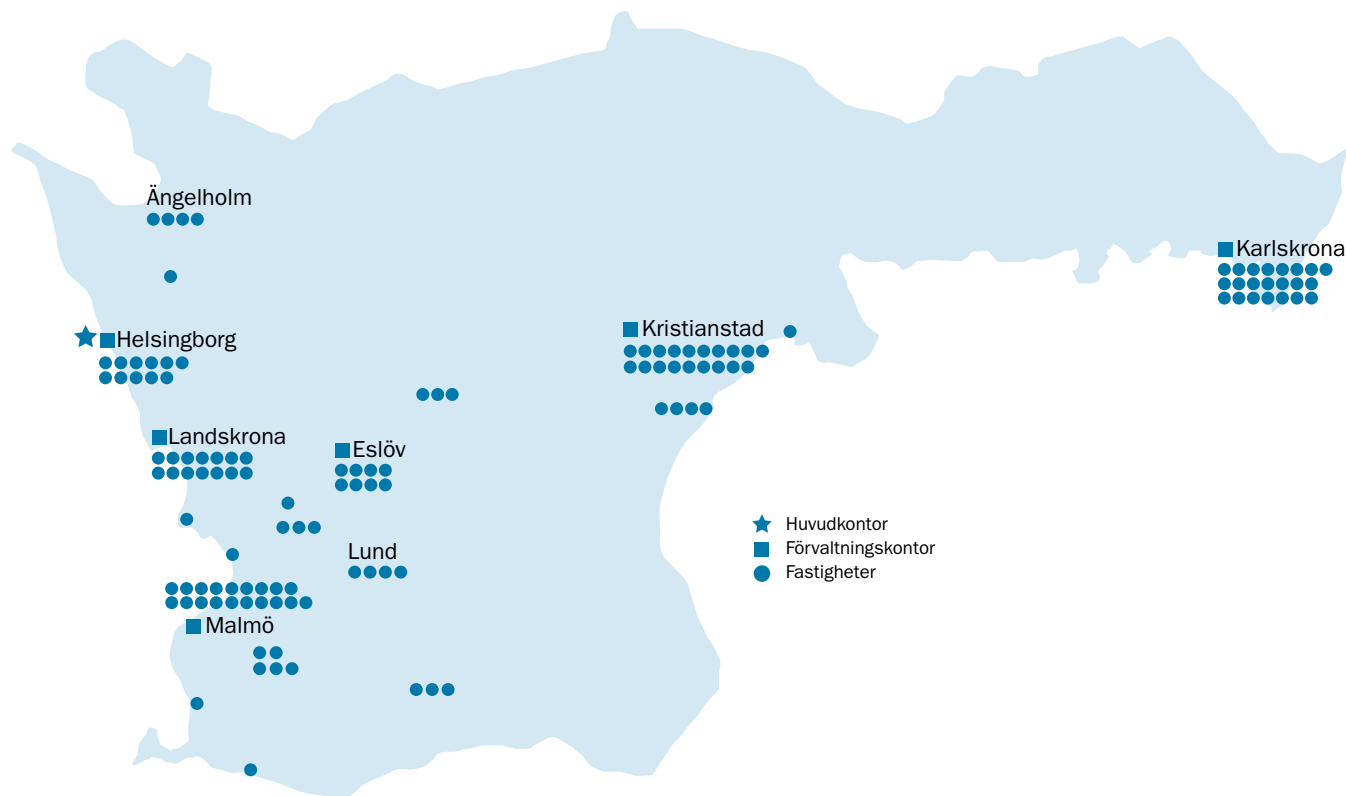 Ängelholm
Karlskrona
Kristianstad
Helsingborg
Landskrona
Eslöv
Huvudkontor
Förvaltningskontor
Lund
Fastigheter
Malmö